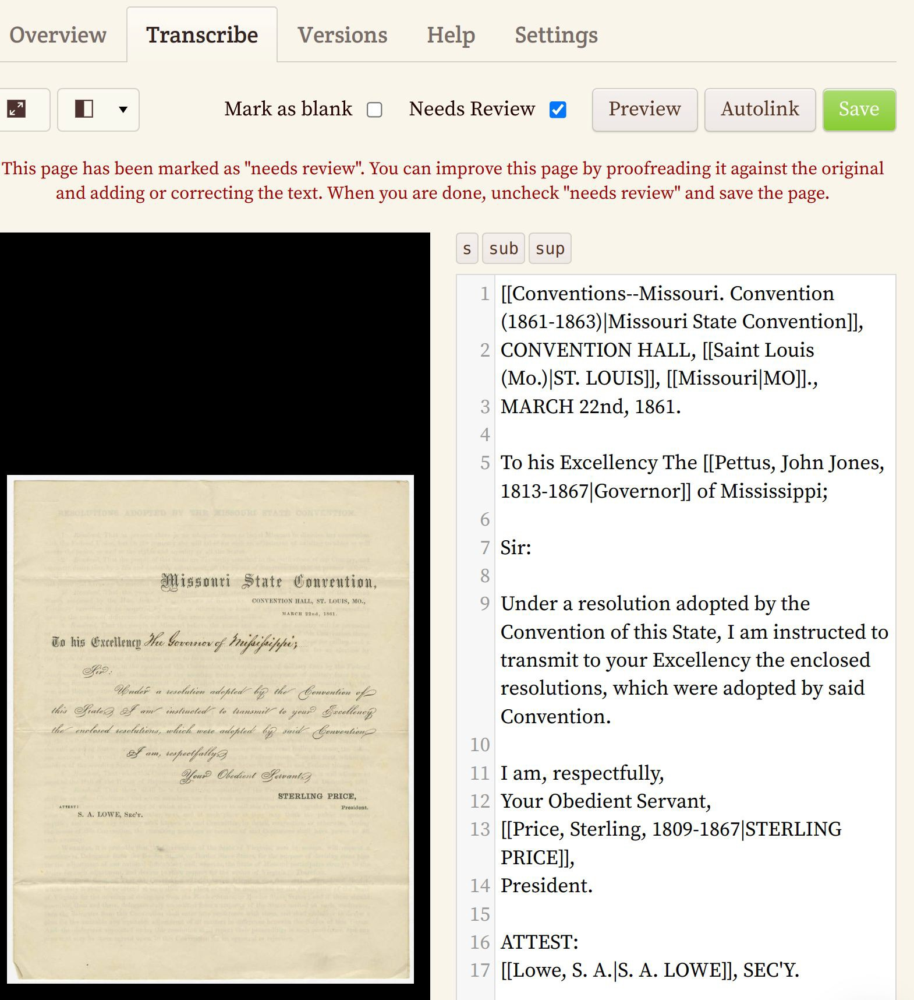 Overview Transcribe Versions Help Settings
Mark as blank Needs Review Preview Autolink Save
This page has been marked as "needs review". You can improve this page by proofreading it against the original
and adding or correcting the text. When you are done, uncheck "needs review" and save the page.
s sub sup
RESOLUTIONS ADOPTED BY THE MISSOURI STATE CONVENTION.
Missouri State Convention,
CONVENTION HALL, ST. LOUIS, MO.,
MARCH 22nd, 1861.
To his Excellency The Governor of Mississippi;
Sir:
Under a resolution adopted by the Convention of
this State, I am instructed to transmit to your Excellency
the enclosed resolutions, which were adopted by said Convention.
I am, respectfully,
Your Obedient Servant,
STERLING PRICE,
President.
ATTEST:
S. A. LOWE, SEC'Y.
1 [[Conventions--Missouri. Convention
(1861-1863)|Missouri State Convention]],
2 CONVENTION HALL, [[Saint Louis
(Mo.)|ST. LOUIS]], [[Missouri|MO]].,
3 MARCH 22nd, 1861.
4
5 To his Excellency The [[Pettus, John Jones,
1813-1867|Governor]] of Mississippi;
6
7 Sir:
8
9 Under a resolution adopted by the
Convention of this State, I am instructed to
transmit to your Excellency the enclosed
resolutions, which were adopted by said
Convention.
10
11 I am, respectfully,
12 Your Obedient Servant,
13 [[Price, Sterling, 1809-1867|STERLING
PRICE]],
14 President.
15
16 ATTEST:
17 [[Lowe, S. A.|S. A. LOWE]], SEC'Y.